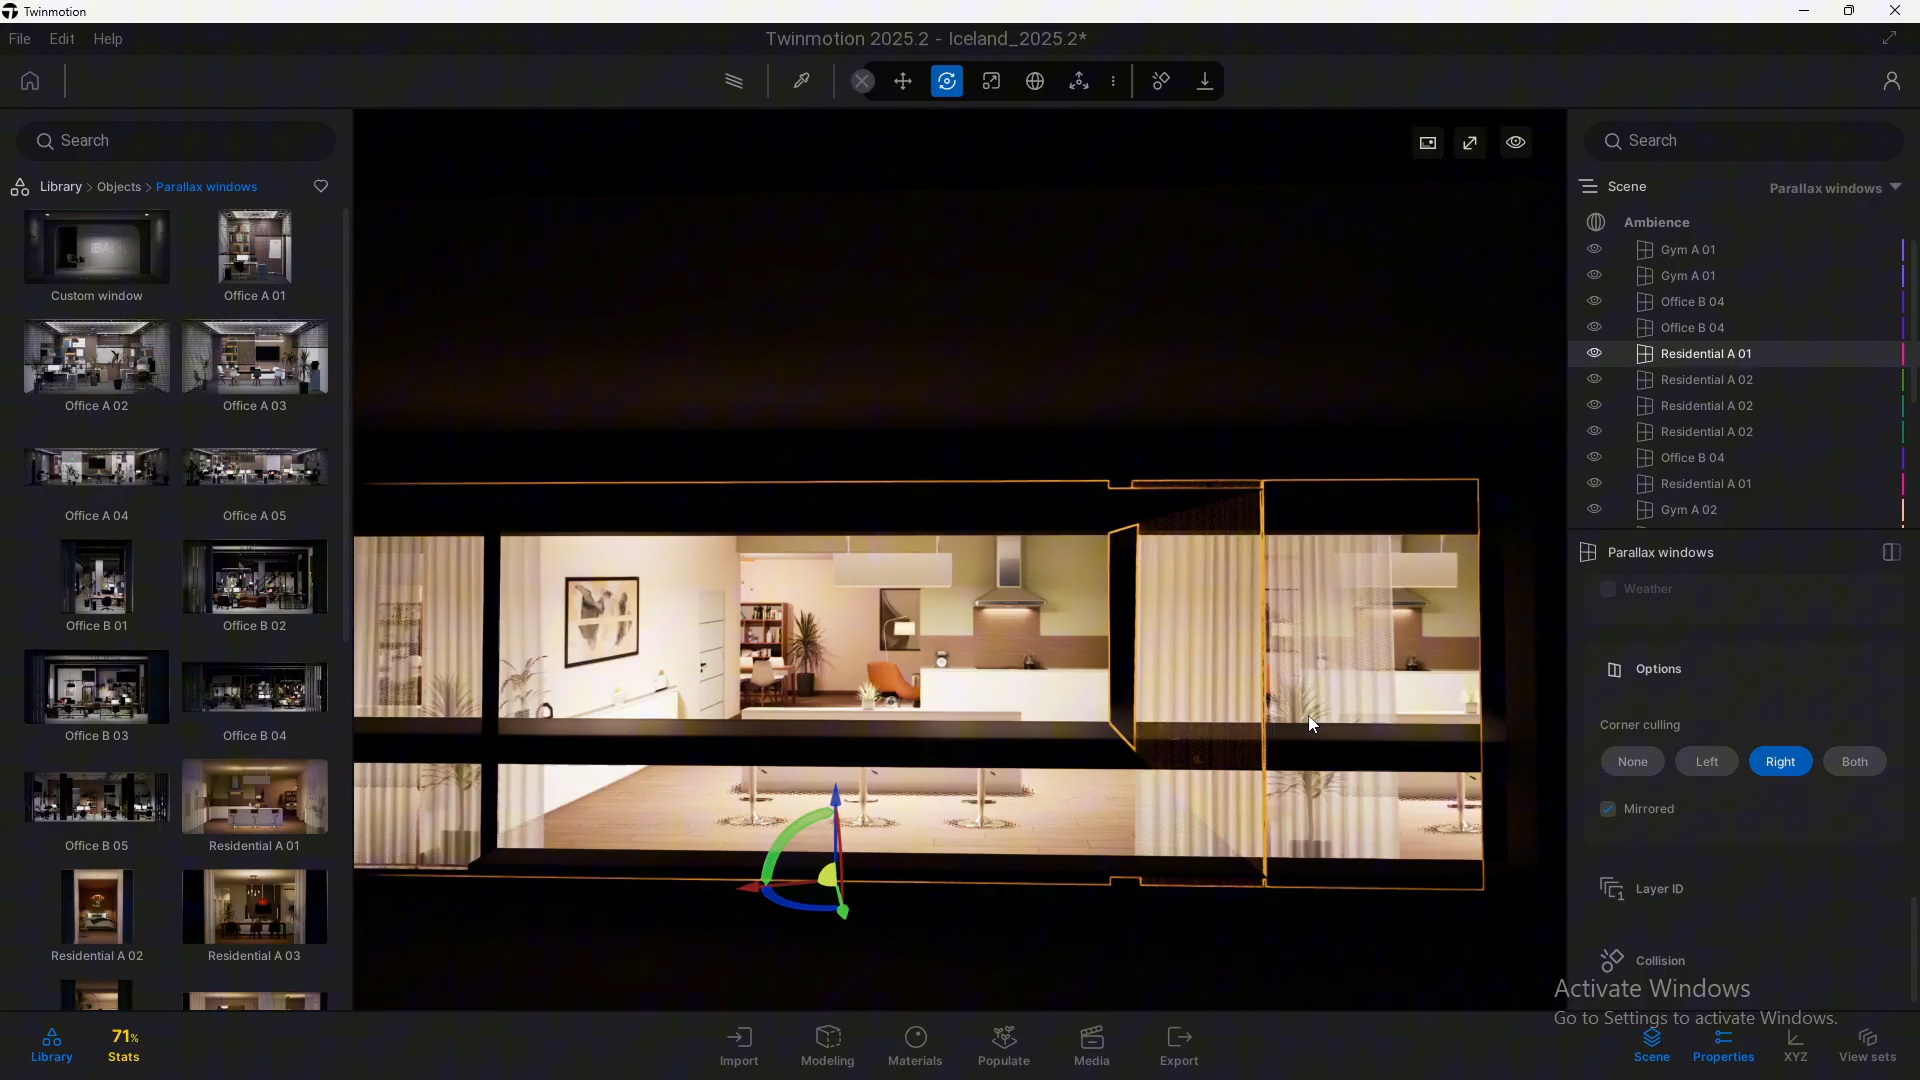 Twinmotion
File Edit Help
Twinmotion 2025.2 - Iceland_2025.2*
Search
Library > Objects > Parallax windows
Custom window
Office A 01
Office A 02
Office A 03
Office A 04
Office A 05
Office B 01
Office B 02
Office B 03
Office B 04
Office B 05
Residential A 01
Residential A 02
Residential A 03
Search
Scene
Parallax windows
Ambience
Gym A 01
Gym A 01
Office B 04
Office B 04
Residential A 01
Residential A 02
Residential A 02
Residential A 02
Office B 04
Residential A 01
Gym A 02
Parallax windows
Weather
Options
Corner culling
None Left Right Both
Mirrored
Layer ID
Collision
Activate Windows
Go to Settings to activate Windows.
Library
71%
Stats
Import
Modeling
Materials
Populate
Media
Export
Scene
Properties
XYZ
View sets